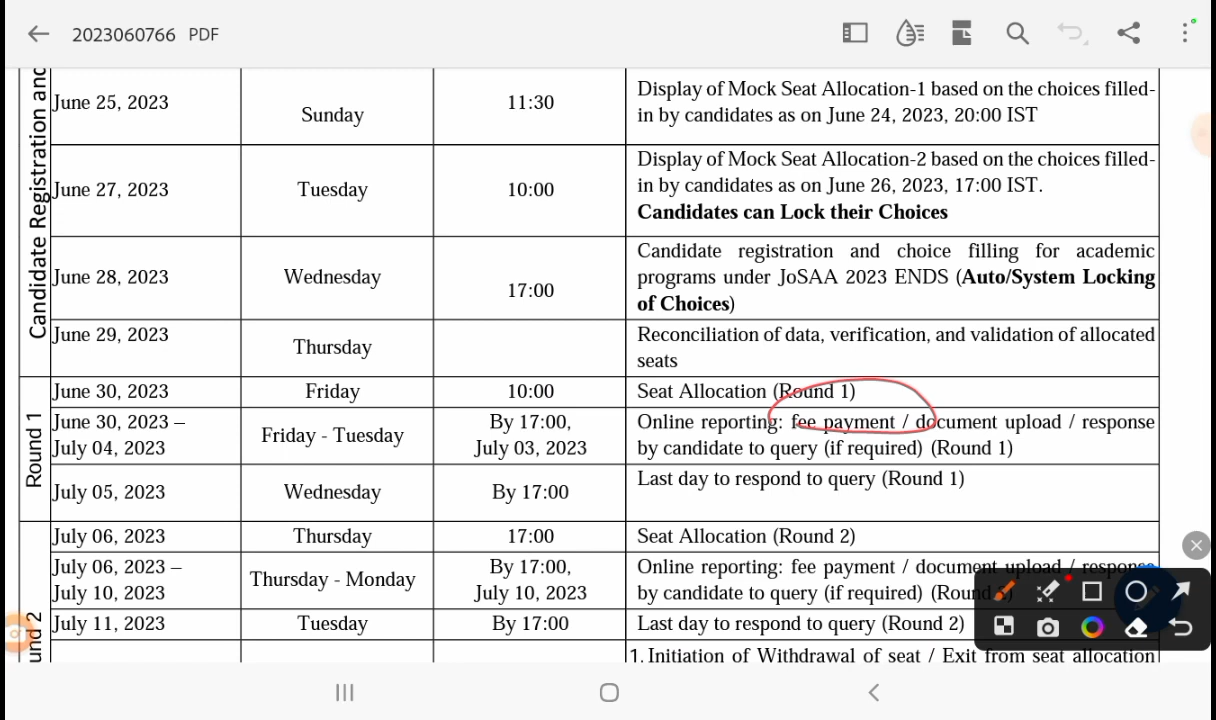 2023060766 PDF
Candidate Registration and
June 25, 2023
Sunday
11:30
Display of Mock Seat Allocation-1 based on the choices filled-
in by candidates as on June 24, 2023, 20:00 IST
June 27, 2023
Tuesday
10:00
Display of Mock Seat Allocation-2 based on the choices filled-
in by candidates as on June 26, 2023, 17:00 IST.
Candidates can Lock their Choices
June 28, 2023
Wednesday
17:00
Candidate registration and choice filling for academic
programs under JoSAA 2023 ENDS (Auto/System Locking
of Choices)
June 29, 2023
Thursday
Reconciliation of data, verification, and validation of allocated
seats
Round 1
June 30, 2023
Friday
10:00
Seat Allocation (Round 1)
June 30, 2023 –
July 04, 2023
Friday - Tuesday
By 17:00,
July 03, 2023
Online reporting: fee payment / document upload / response
by candidate to query (if required) (Round 1)
July 05, 2023
Wednesday
By 17:00
Last day to respond to query (Round 1)
und 2
July 06, 2023
Thursday
17:00
Seat Allocation (Round 2)
July 06, 2023 –
July 10, 2023
Thursday - Monday
By 17:00,
July 10, 2023
Online reporting: fee payment / document upload / response
by candidate to query (if required) (Round
July 11, 2023
Tuesday
By 17:00
Last day to respond to query (Round 2)
1. Initiation of Withdrawal of seat / Exit from seat allocation